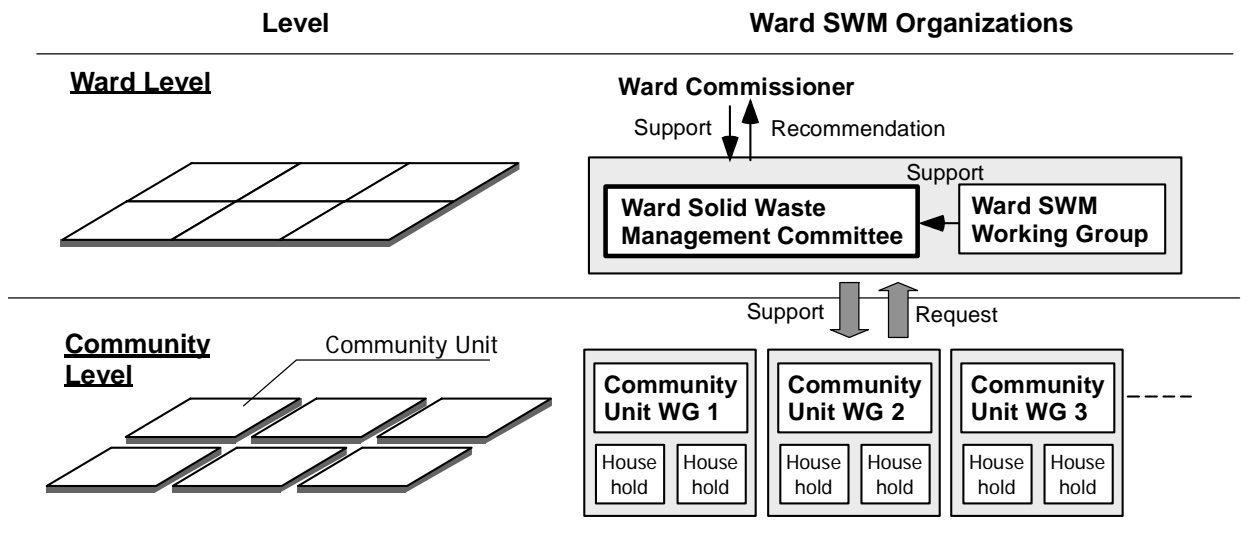 Level
Ward SWM Organizations
Ward Level
Ward Commissioner
Support
Recommendation
Support
Ward Solid Waste
Management Committee
Ward SWM
Working Group
Support
Request
Community
Level
Community Unit
Community
Unit WG 1
Community
Unit WG 2
Community
Unit WG 3
House
hold
House
hold
House
hold
House
hold
House
hold
House
hold